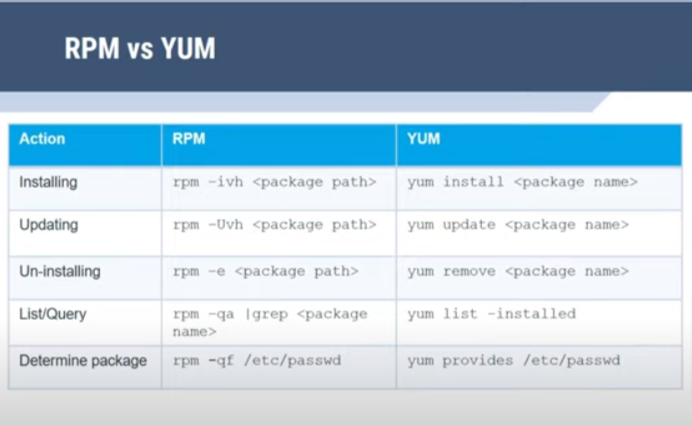 RPM vs YUM
Action RPM YUM
Installing rpm –ivh <package path> yum install <package name>
Updating rpm –Uvh <package path> yum update <package name>
Un-installing rpm –e <package path> yum remove <package name>
List/Query rpm –qa |grep <package yum list –installed
name>
Determine package rpm -qf /etc/passwd yum provides /etc/passwd